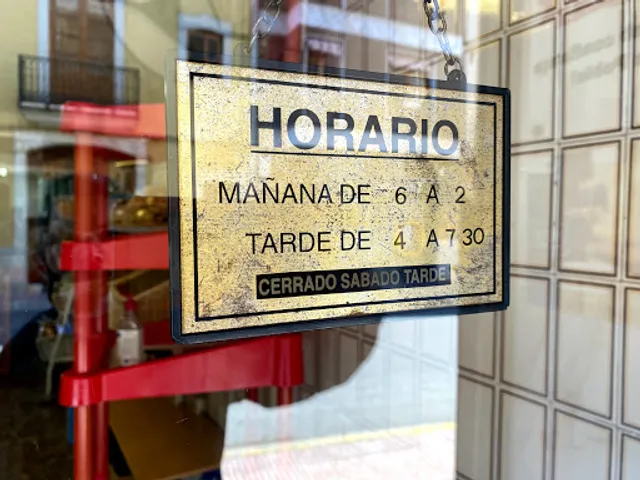 HORARIO
MAÑANA DE 6 A 2
TARDE DE 4 A 7 30
CERRADO SABADO TARDE